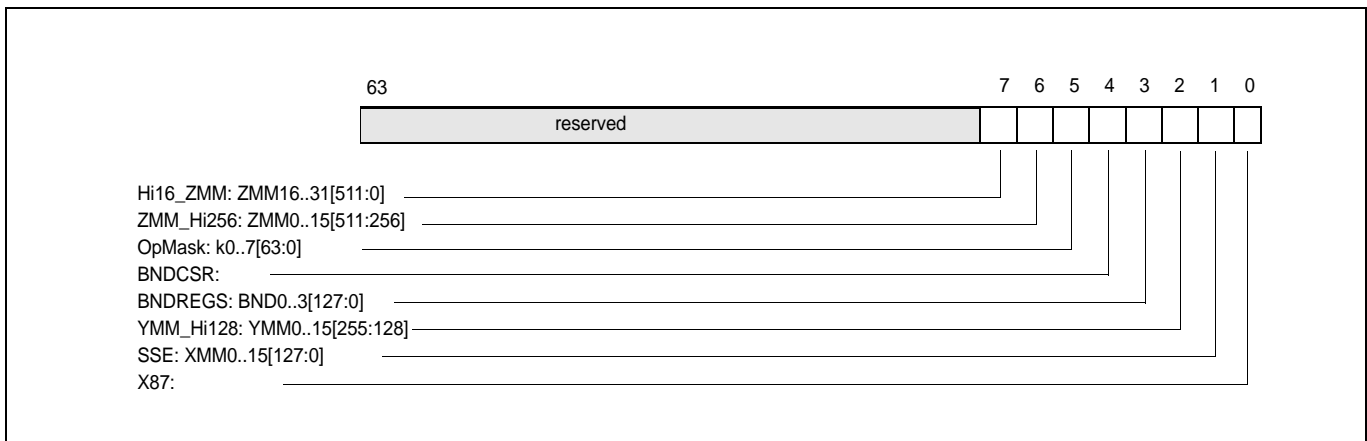 63 7 6 5 4 3 2 1 0
reserved
Hi16_ZMM: ZMM16..31[511:0]
ZMM_Hi256: ZMM0..15[511:256]
OpMask: k0..7[63:0]
BNDCSR:
BNDREGS: BND0..3[127:0]
YMM_Hi128: YMM0..15[255:128]
SSE: XMM0..15[127:0]
X87: